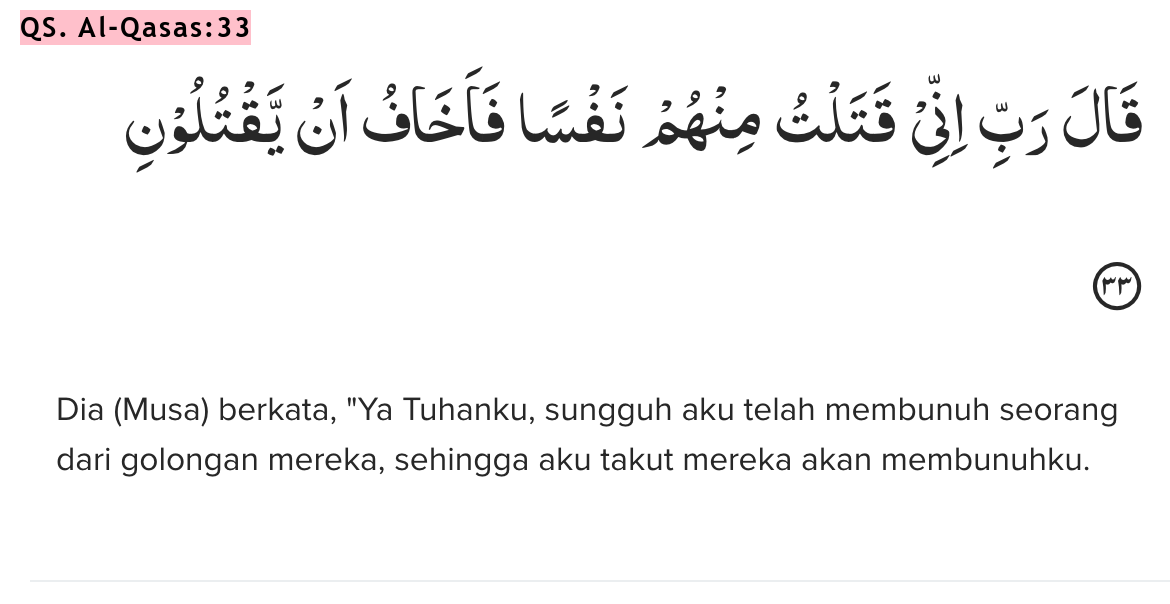 QS. Al-Qasas:33
قَالَ رَبِّ اِنِّيْ قَتَلْتُ مِنْهُمْ نَفْسًا فَاَخَافُ اَنْ يَّقْتُلُوْنِ
٣٣
Dia (Musa) berkata, "Ya Tuhanku, sungguh aku telah membunuh seorang
dari golongan mereka, sehingga aku takut mereka akan membunuhku.